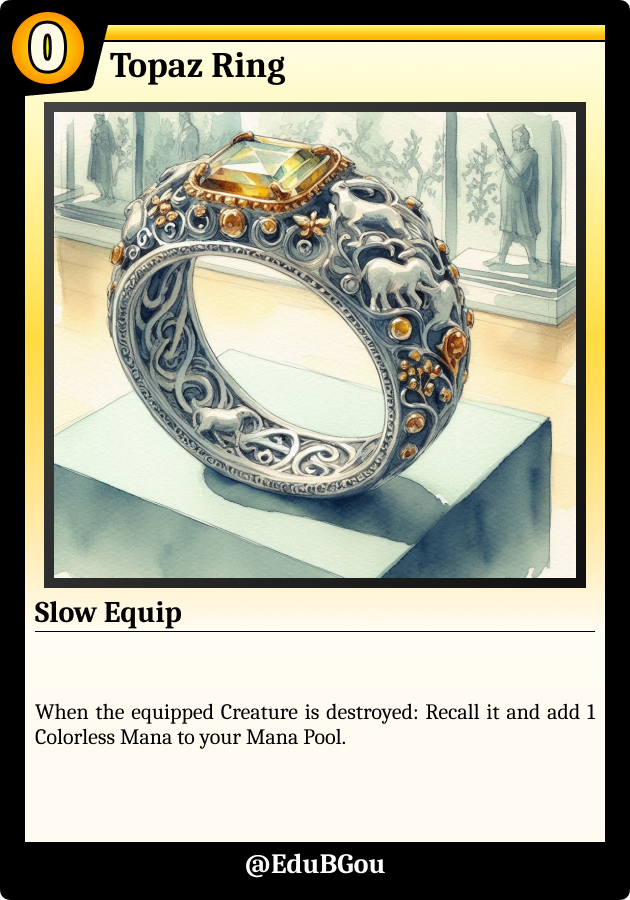 0
Topaz Ring
Slow Equip
When the equipped Creature is destroyed: Recall it and add 1
Colorless Mana to your Mana Pool.
@EduBGou